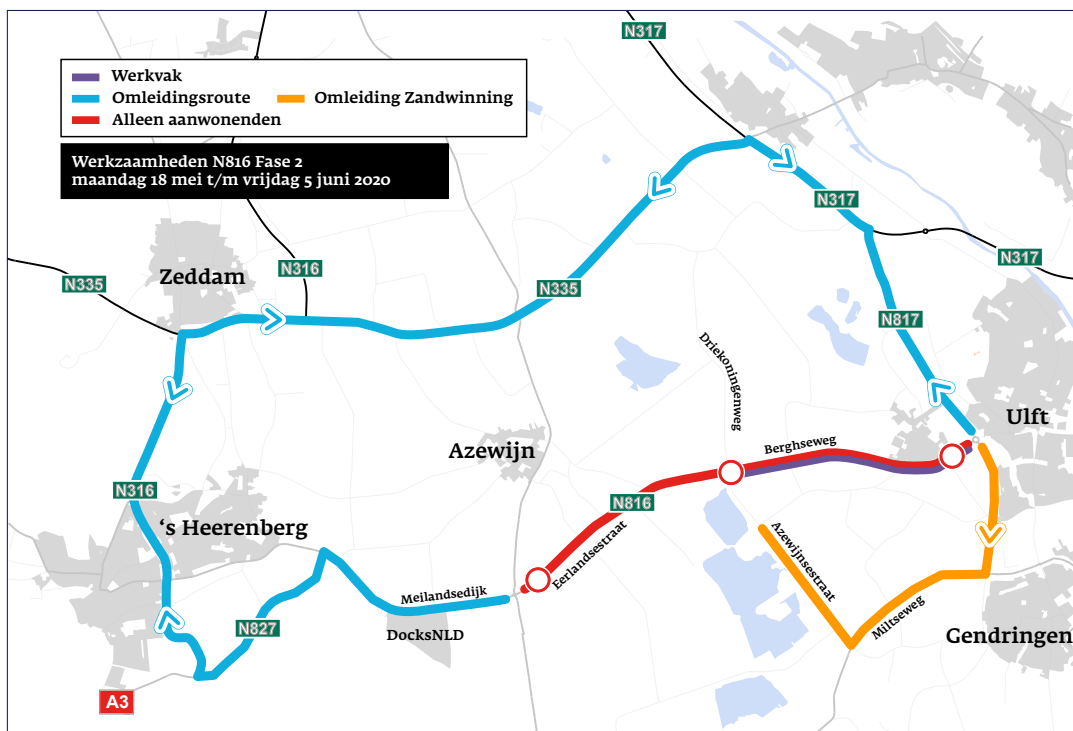 N317
Werkvak
Omleidingsroute
Omleiding Zandwinning
Alleen aanwonenden
Werkzaamheden N816 Fase 2
maandag 18 mei t/m vrijdag 5 juni 2020
N317
N317
Zeddam
N316
N335
N335
N817
Driekoningenweg
Ulft
Azewijn
Berghseweg
N316
's Heerenberg
N816
Eerlandsestraat
Azewijnsestraat
Meilandsedijk
Miltseweg
N827
DocksNLD
Gendringen
A3